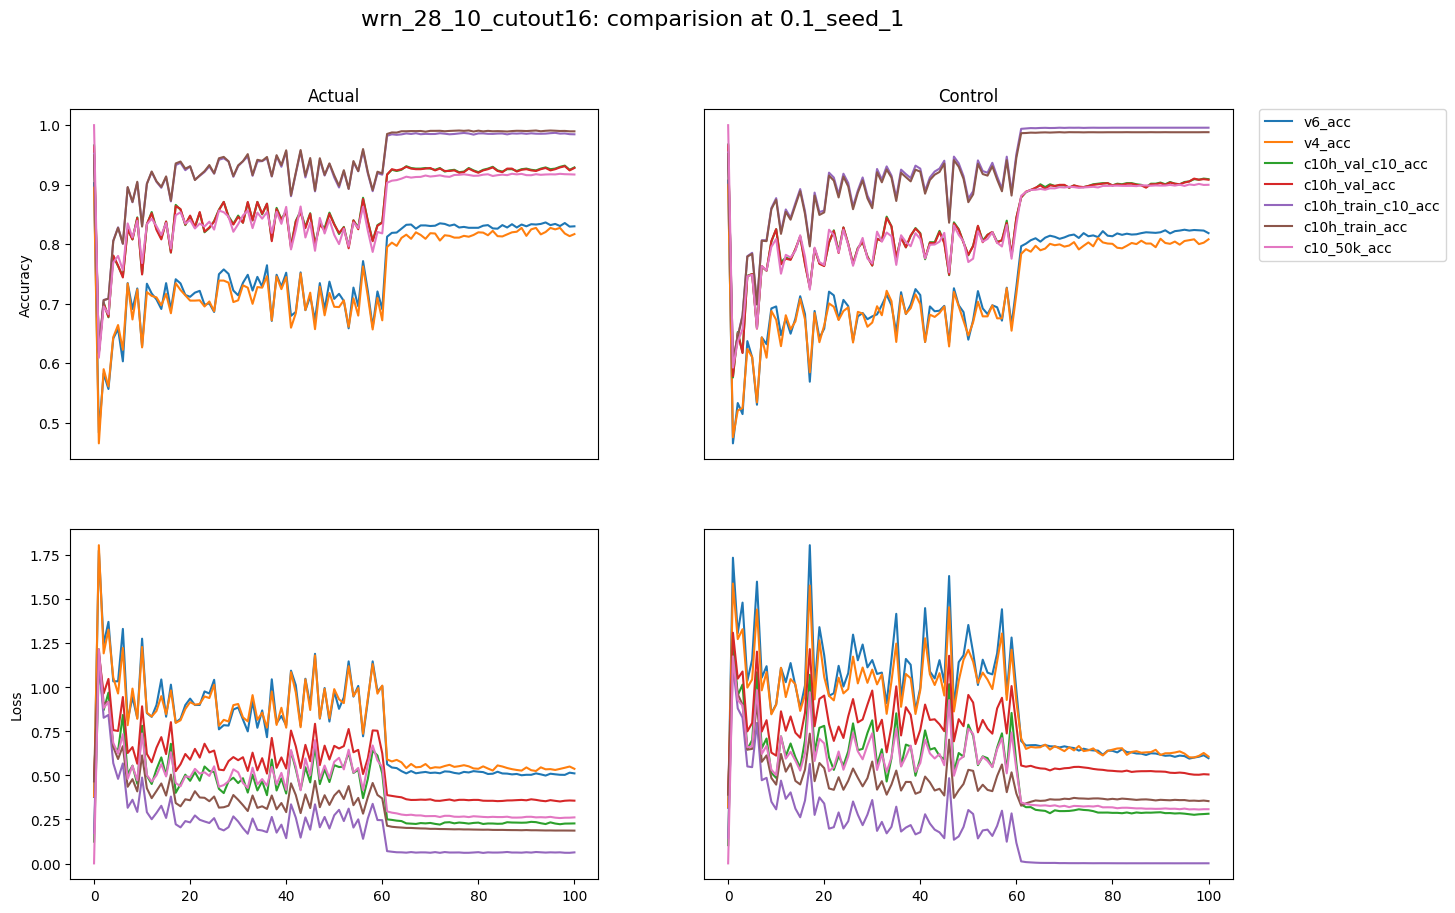 wrn_28_10_cutout16: comparision at 0.1_seed_1
Actual
Control
Accuracy
1.0
0.9
0.8
0.7
0.6
0.5
v6_acc
v4_acc
c10h_val_c10_acc
c10h_val_acc
c10h_train_c10_acc
c10h_train_acc
c10_50k_acc
Loss
1.75
1.50
1.25
1.00
0.75
0.50
0.25
0.00
0 20 40 60 80 100
0 20 40 60 80 100